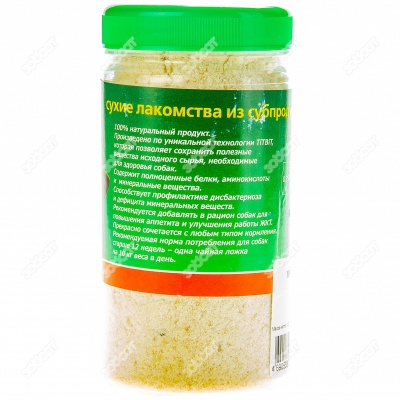 сухие лакомства из субпрод
100% натуральный продукт.
Произведено по уникальной технологии TiTBiT,
которая позволяет сохранить полезные
вещества исходного сырья, необходимые
для здоровья собак.
Содержит полноценные белки, аминокислоты
и минеральные вещества.
Способствует профилактике дисбактериоза
и дефицита минеральных веществ.
Рекомендуется добавлять в рацион собак для
повышения аппетита и улучшения работы ЖКТ.
Прекрасно сочетается с любым типом кормления.
Рекомендуемая норма потребления для собак
старше 12 недель – одна чайная ложка
на 10 кг веса в день.